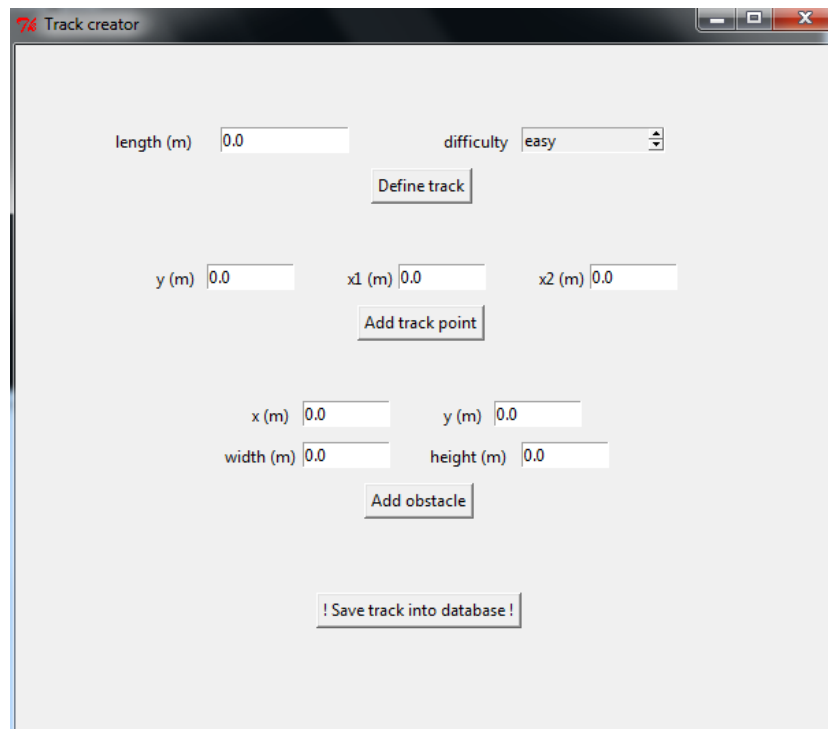 Tk Track creator
length (m) 0.0 difficulty easy
Define track
y (m) 0.0 x1 (m) 0.0 x2 (m) 0.0
Add track point
x (m) 0.0 y (m) 0.0
width (m) 0.0 height (m) 0.0
Add obstacle
! Save track into database !